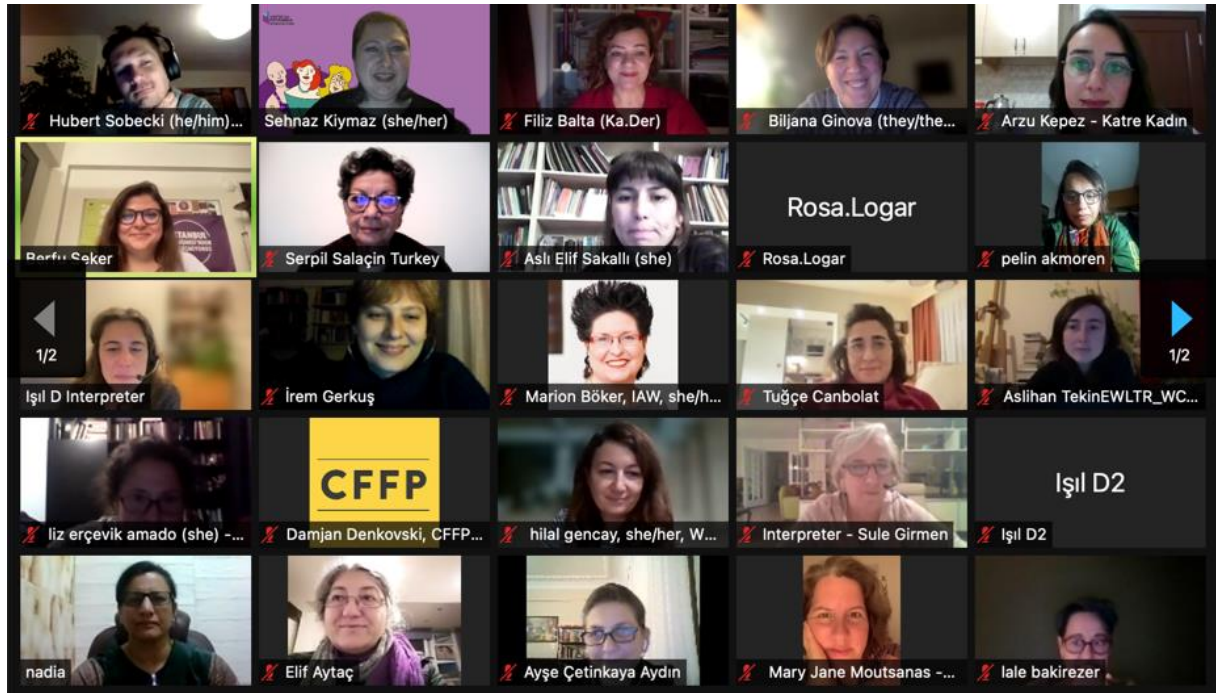 Hubert Sobecki (he/him)...
Sehnaz Kiymaz (she/her)
Filiz Balta (Ka.Der)
Biljana Ginova (they/the...
Arzu Kepez - Katre Kadın
Berfu Şeker
Serpil Salaçin Turkey
Aslı Elif Sakallı (she)
Rosa.Logar
Rosa.Logar
pelin akmoren
1/2
Işıl D Interpreter
İrem Gerkuş
Marion Böker, IAW, she/h...
Tuğçe Canbolat
Aslihan TekinEWLTR_WC...
1/2
liz erçevik amado (she) -...
CFFP
Damjan Denkovski, CFFP...
hilal gencay, she/her, W...
Interpreter - Sule Girmen
Işıl D2
Işıl D2
nadia
Elif Aytaç
Ayşe Çetinkaya Aydın
Mary Jane Moutsanas -...
lale bakirezer